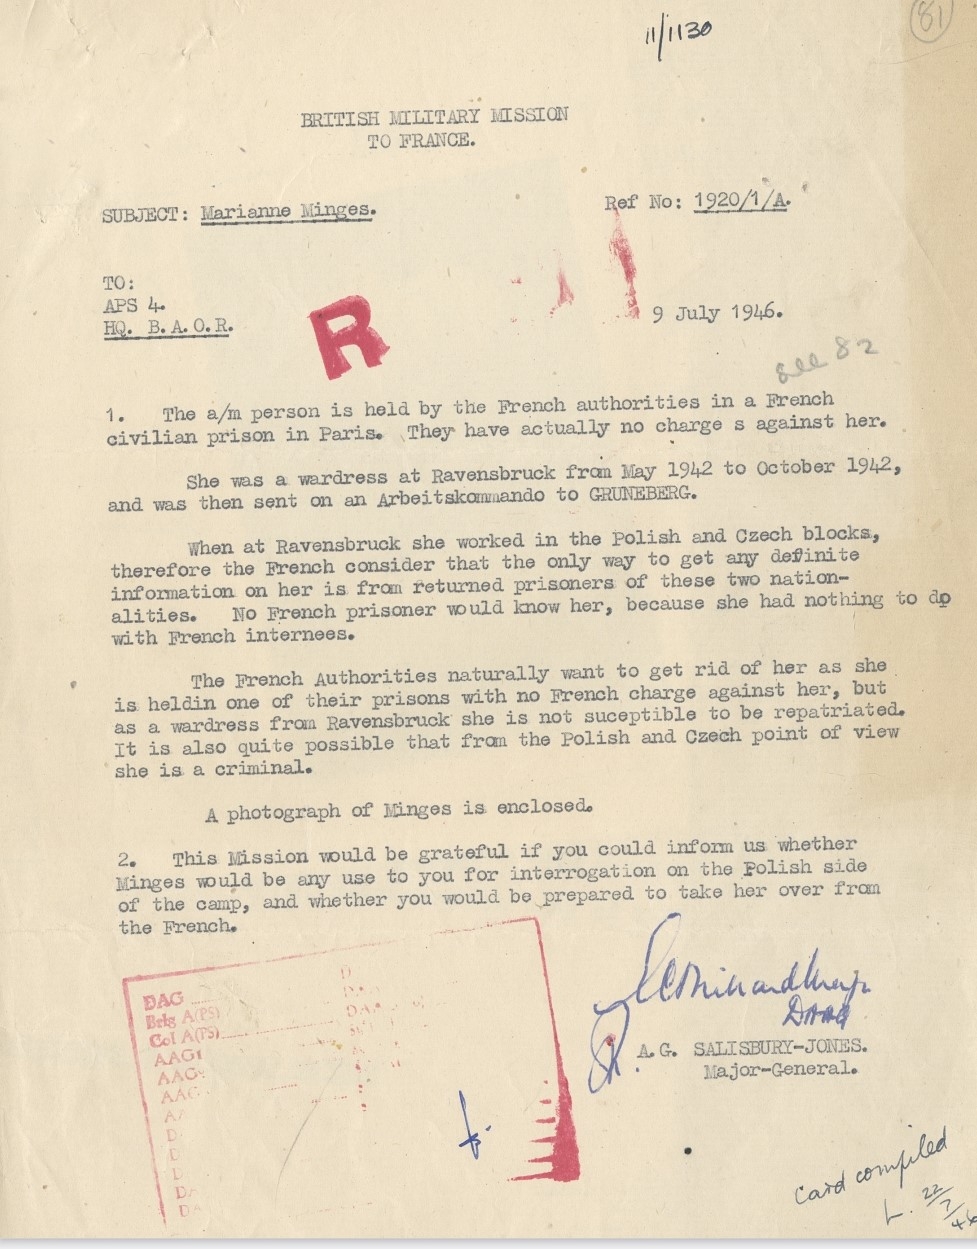 81
11/1130
BRITISH MILITARY MISSION
TO FRANCE.
SUBJECT: Marianne Minges.
Ref No: 1920/1/A.
TO:
APS 4.
HQ. B.A.O.R.
R
9 July 1946.
see 82
1. The a/m person is held by the French authorities in a French
civilian prison in Paris. They have actually no charge s against her.
She was a wardress at Ravensbruck from May 1942 to October 1942,
and was then sent on an Arbeitskommando to GRUNEBERG.
When at Ravensbruck she worked in the Polish and Czech blocks,
therefore the French consider that the only way to get any definite
information on her is from returned prisoners of these two nation-
alities. No French prisoner would know her, because she had nothing to do
with French internees.
The French Authorities naturally want to get rid of her as she
is heldin one of their prisons with no French charge against her, but
as a wardress from Ravensbruck she is not suceptible to be repatriated.
It is also quite possible that from the Polish and Czech point of view
she is a criminal.
A photograph of Minges is enclosed.
2. This Mission would be grateful if you could inform us whether
Minges would be any use to you for interrogation on the Polish side
of the camp, and whether you would be prepared to take her over from
the French.
DAAG
A.G. SALISBURY-JONES.
Major-General.
DAG
Brig A(PS)
Col A(PS)
AAG1
AAG
AAG
Card compiled
L. 22/7/46